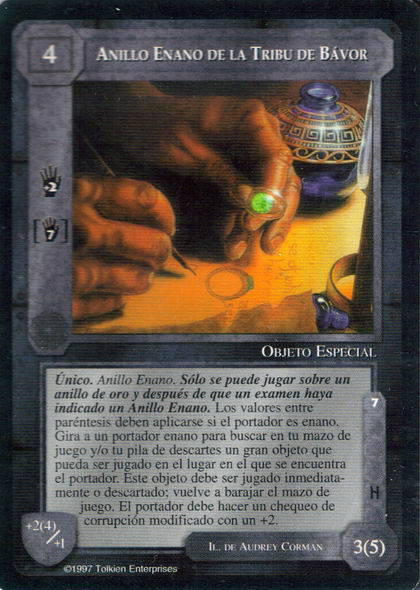 4
ANILLO ENANO DE LA TRIBU DE BÁVOR
+2
[7]
OBJETO ESPECIAL
Único. Anillo Enano. Sólo se puede jugar sobre un
anillo de oro y después de que un examen haya
indicado un Anillo Enano. Los valores entre
paréntesis deben aplicarse si el portador es enano.
Gira a un portador enano para buscar en tu mazo de
juego y/o tu pila de descartes un gran objeto que
pueda ser jugado en el lugar en el que se encuentra
el portador. Este objeto debe ser jugado inmediata-
mente o descartado; vuelve a barajar el mazo de
juego. El portador debe hacer un chequeo de
corrupción modificado con un +2.
7
H
+2(4)/+1
IL. DE AUDREY CORMAN
3(5)
©1997 Tolkien Enterprises